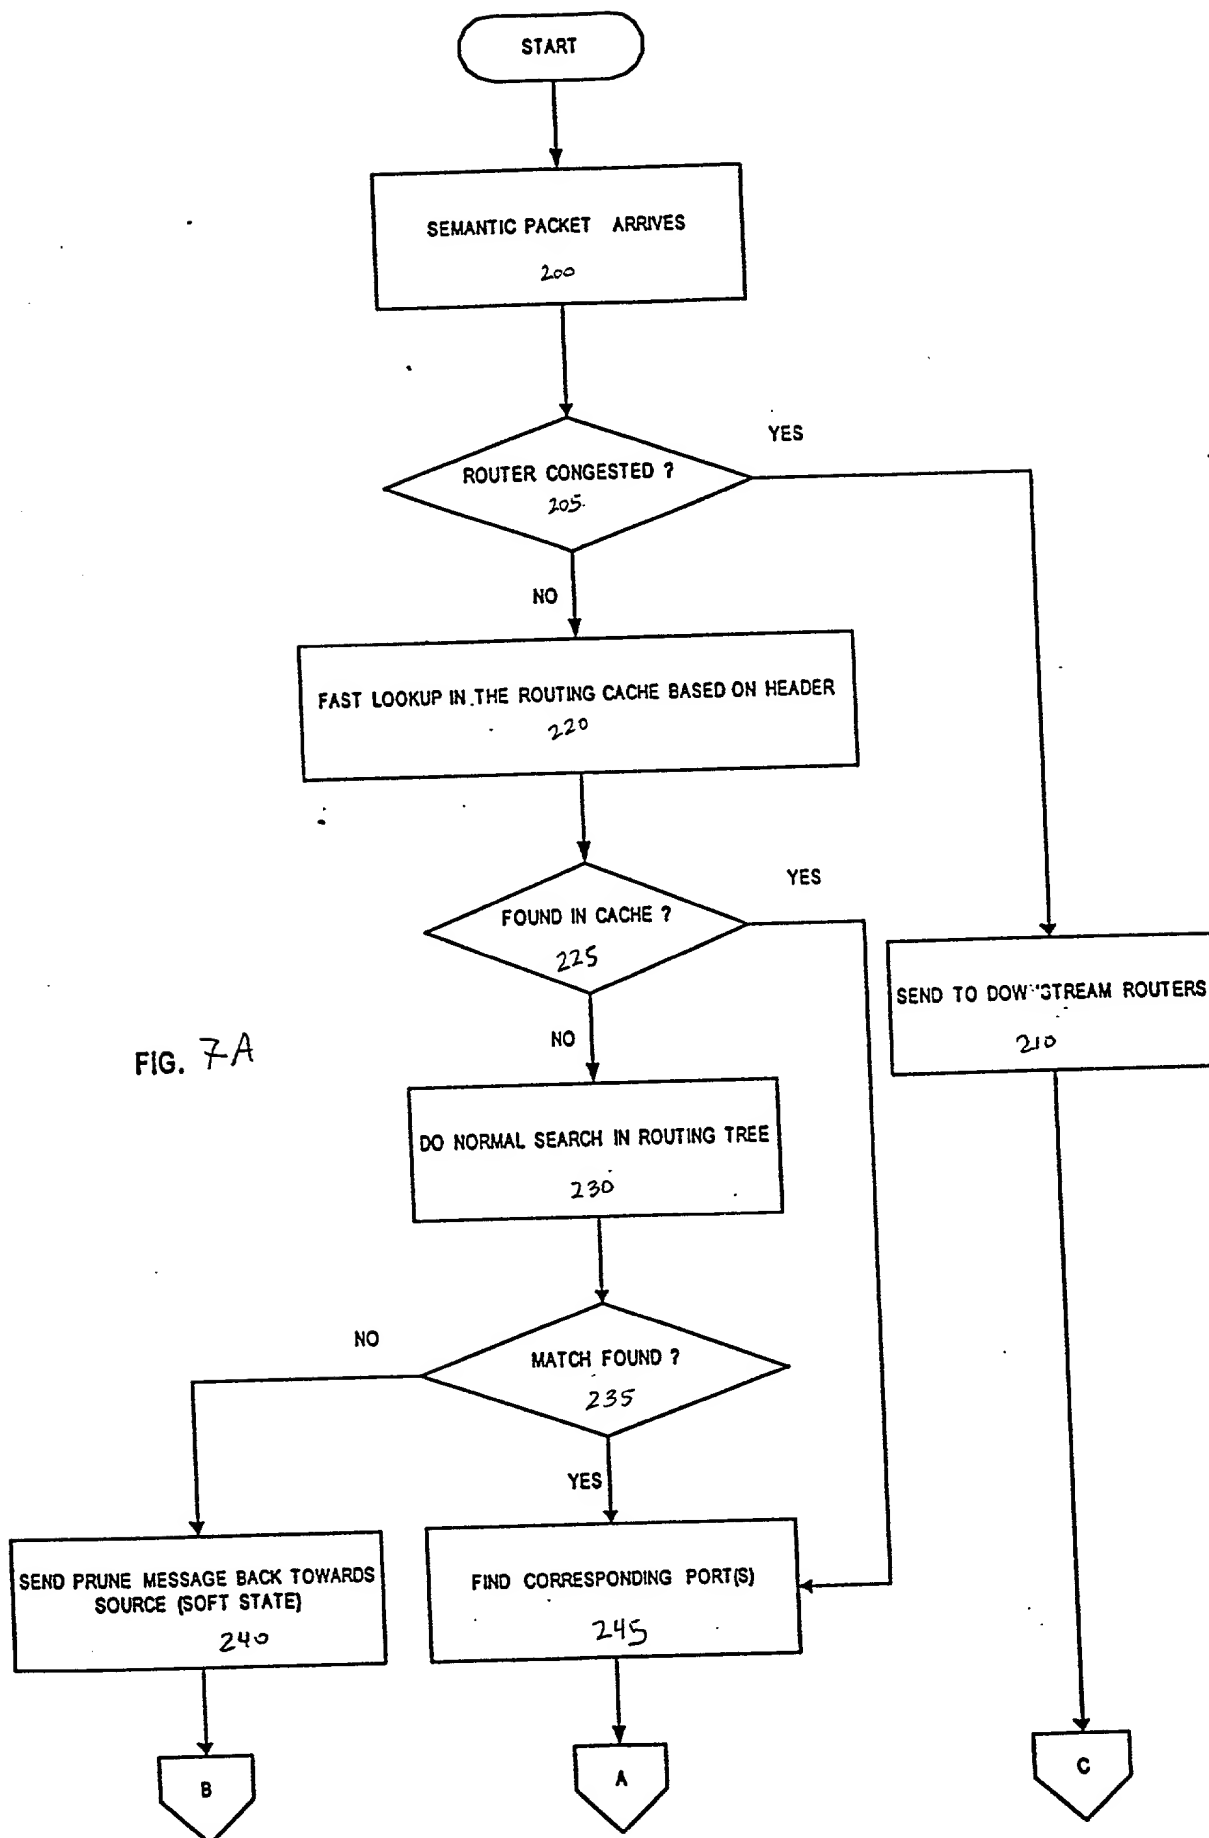 START
SEMANTIC PACKET ARRIVES
200
YES
ROUTER CONGESTED ?
205.
NO
FAST LOOKUP IN THE ROUTING CACHE BASED ON HEADER
220
YES
FOUND IN CACHE ?
225
SEND TO DOWNSTREAM ROUTERS
210
NO
FIG. 7A
DO NORMAL SEARCH IN ROUTING TREE
230
NO
MATCH FOUND ?
235
YES
SEND PRUNE MESSAGE BACK TOWARDS
SOURCE (SOFT STATE)
240
FIND CORRESPONDING PORT(S)
245
B
A
C